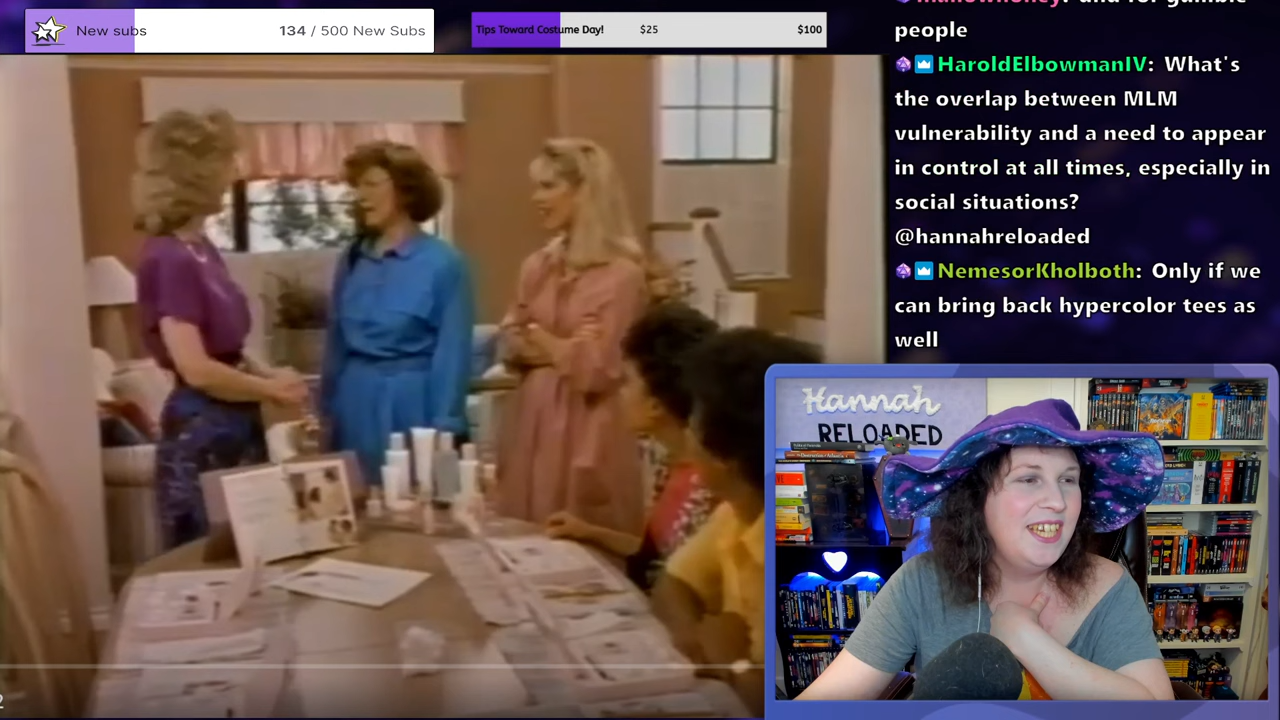 New subs
134 / 500 New Subs
Tips Toward Costume Day!
$25
$100
people
HaroldElbowmanIV: What's
the overlap between MLM
vulnerability and a need to appear
in control at all times, especially in
social situations?
@hannahreloaded
NemesorKholboth: Only if we
can bring back hypercolor tees as
well
Hannah
RELOADED
2